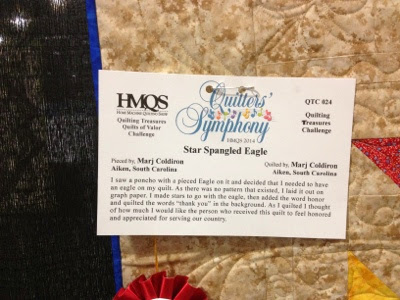 HMQS
HOME MACHINE QUILTING SHOW
Quilting Treasures
Quilts of Valor
Challenge
Quilters'
Symphony
HMQS 2014
QTC 024
Quilting
Treasures
Challenge
Star Spangled Eagle
Pieced by, Marj Coldiron
Aiken, South Carolina
Quilted by, Marj Coldiron
Aiken, South Carolina
I saw a poncho with a pieced Eagle on it and decided that I needed to have
an eagle on my quilt. As there was no pattern that existed, I laid it out on
graph paper. I made stars to go with the eagle, then added the word honor
and quilted the words "thank you" in the background. As I quilted I thought
of how much I would like the person who received this quilt to feel honored
and appreciated for serving our country.